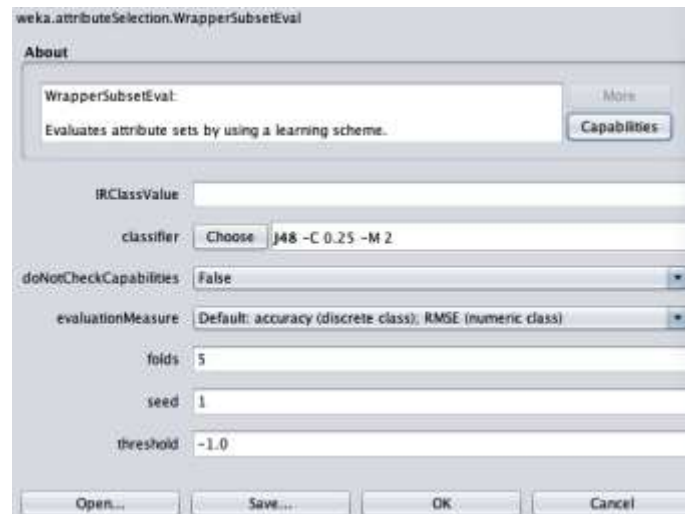 weka.attributeSelection.WrapperSubsetEval
About
WrapperSubsetEval:
More
Evaluates attribute sets by using a learning scheme.
Capabilities
IRClassValue
classifier Choose J48 -C 0.25 -M 2
doNotCheckCapabilities False
evaluationMeasure Default: accuracy (discrete class); RMSE (numeric class)
folds 5
seed 1
threshold -1.0
Open... Save... OK Cancel